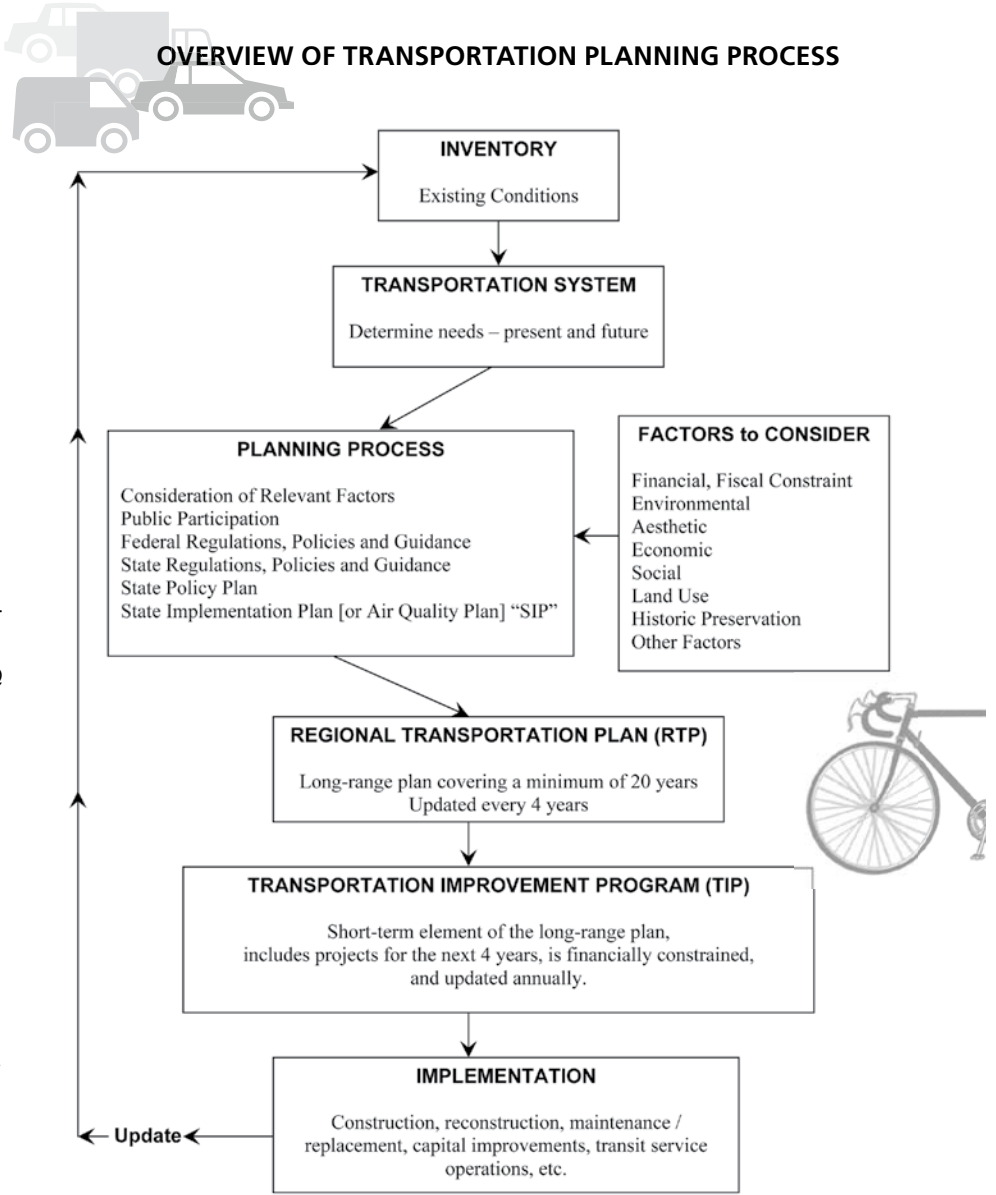 OVERVIEW OF TRANSPORTATION PLANNING PROCESS
INVENTORY
Existing Conditions
TRANSPORTATION SYSTEM
Determine needs – present and future
PLANNING PROCESS
Consideration of Relevant Factors
Public Participation
Federal Regulations, Policies and Guidance
State Regulations, Policies and Guidance
State Policy Plan
State Implementation Plan [or Air Quality Plan] “SIP”
FACTORS to CONSIDER
Financial, Fiscal Constraint
Environmental
Aesthetic
Economic
Social
Land Use
Historic Preservation
Other Factors
REGIONAL TRANSPORTATION PLAN (RTP)
Long-range plan covering a minimum of 20 years
Updated every 4 years
TRANSPORTATION IMPROVEMENT PROGRAM (TIP)
Short-term element of the long-range plan,
includes projects for the next 4 years, is financially constrained,
and updated annually.
IMPLEMENTATION
Construction, reconstruction, maintenance /
replacement, capital improvements, transit service
operations, etc.
Update